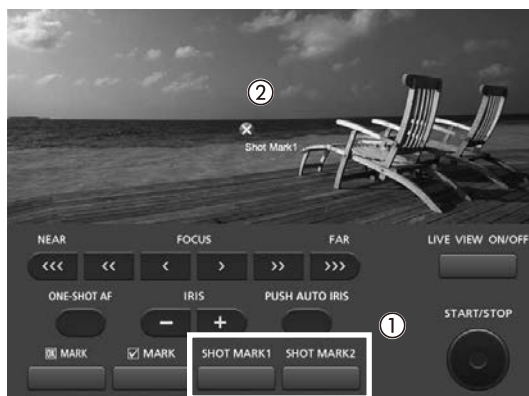 ②
Shot Mark1
NEAR FOCUS FAR
LIVE VIEW ON/OFF
<<< << < > >> >>>
ONE-SHOT AF IRIS PUSH AUTO IRIS
− +
①
START/STOP
OK MARK ☑ MARK SHOT MARK1 SHOT MARK2